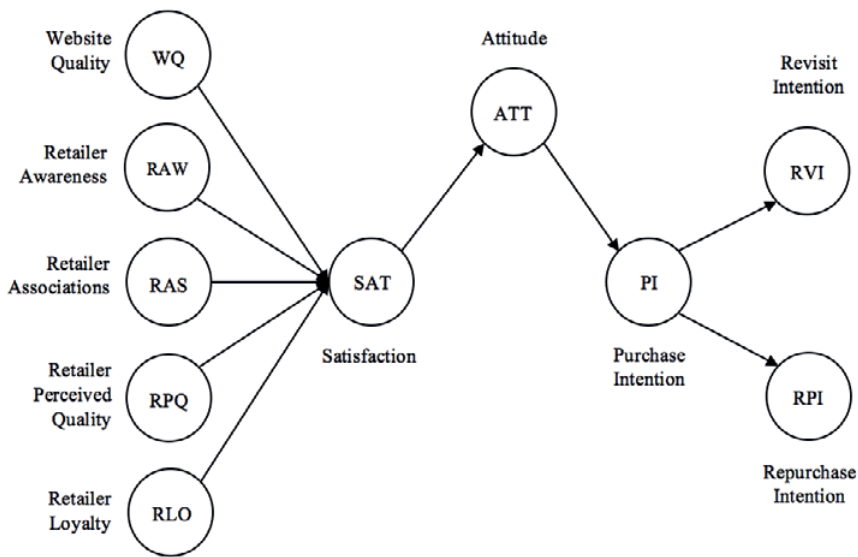 Website
Quality
WQ
Retailer
Awareness
RAW
Retailer
Associations
RAS
Retailer
Perceived
Quality
RPQ
Retailer
Loyalty
RLO
SAT
Satisfaction
Attitude
ATT
PI
Purchase
Intention
Revisit
Intention
RVI
RPI
Repurchase
Intention